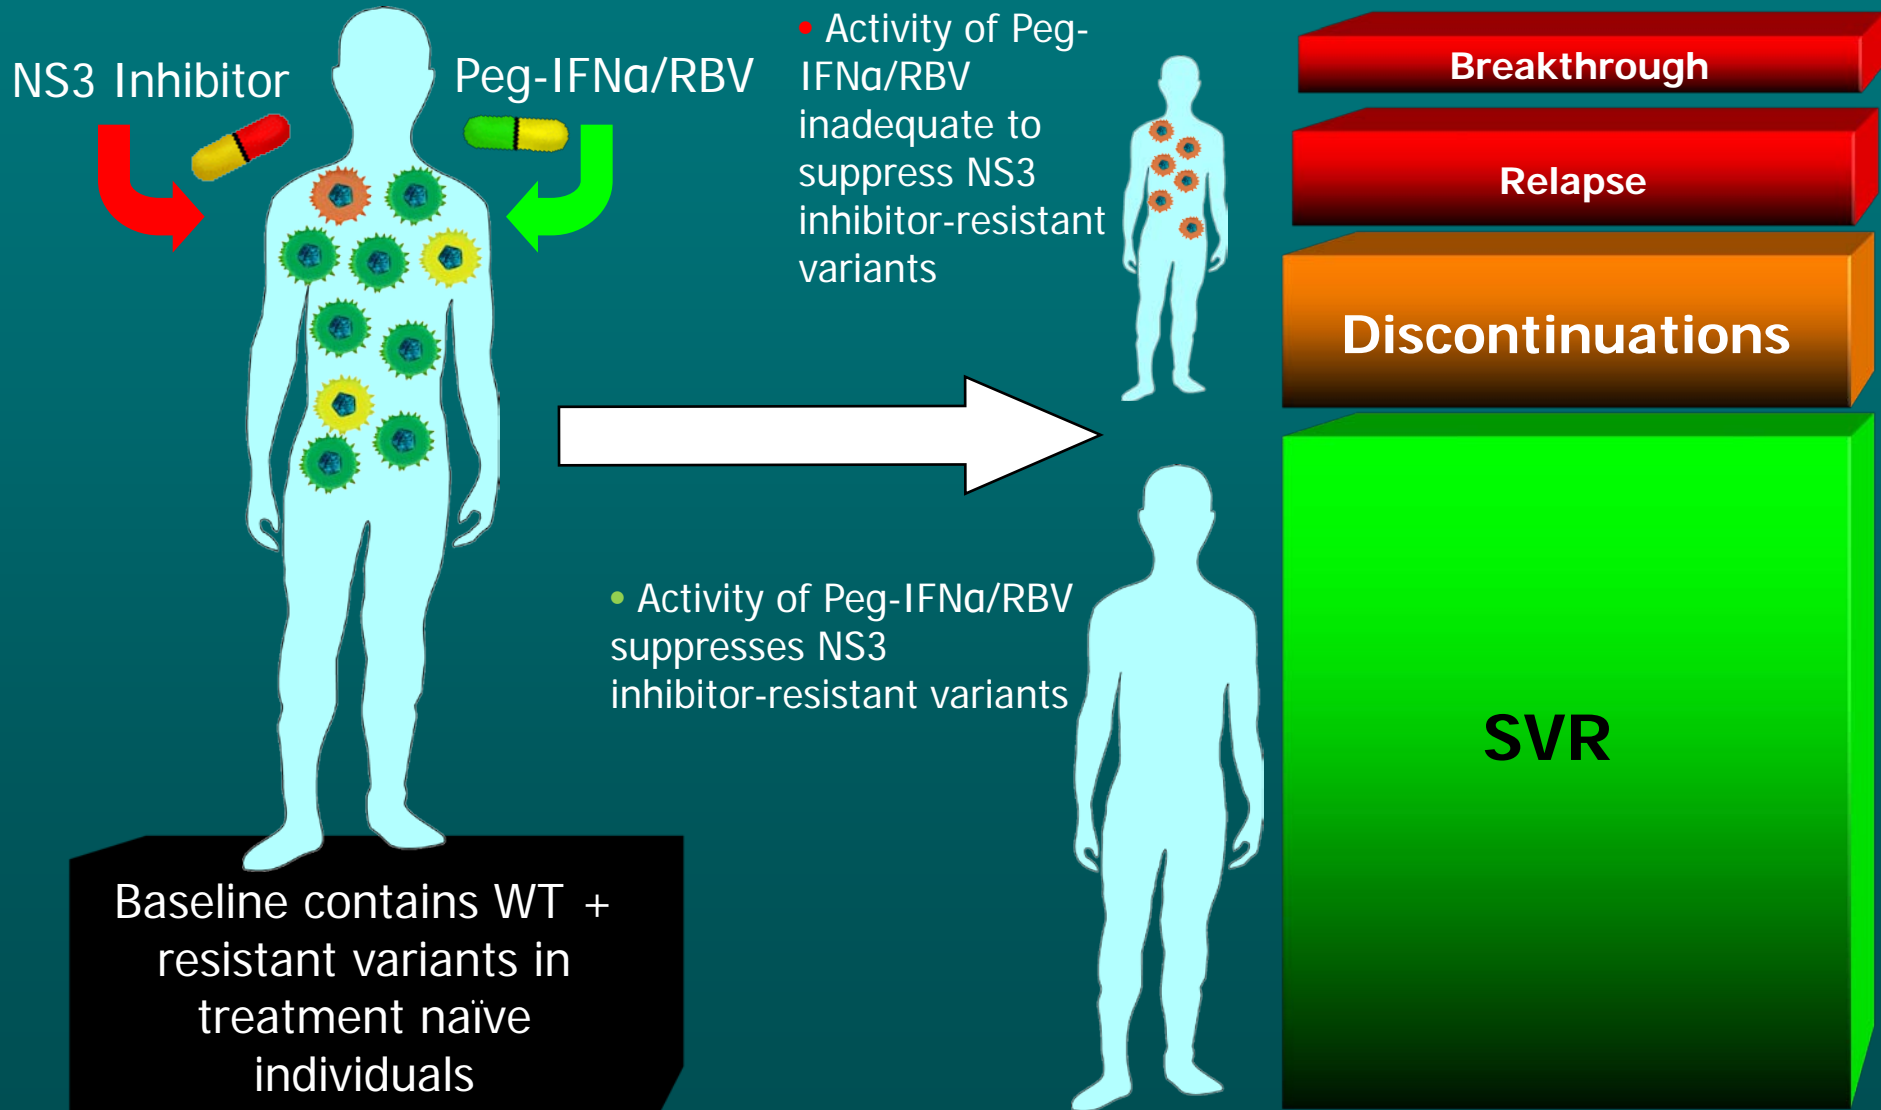 NS3 Inhibitor
Peg-IFNα/RBV
• Activity of Peg-
IFNα/RBV
inadequate to
suppress NS3
inhibitor-resistant
variants
Breakthrough
Relapse
Discontinuations
SVR
• Activity of Peg-IFNα/RBV
suppresses NS3
inhibitor-resistant variants
Baseline contains WT +
resistant variants in
treatment naïve
individuals